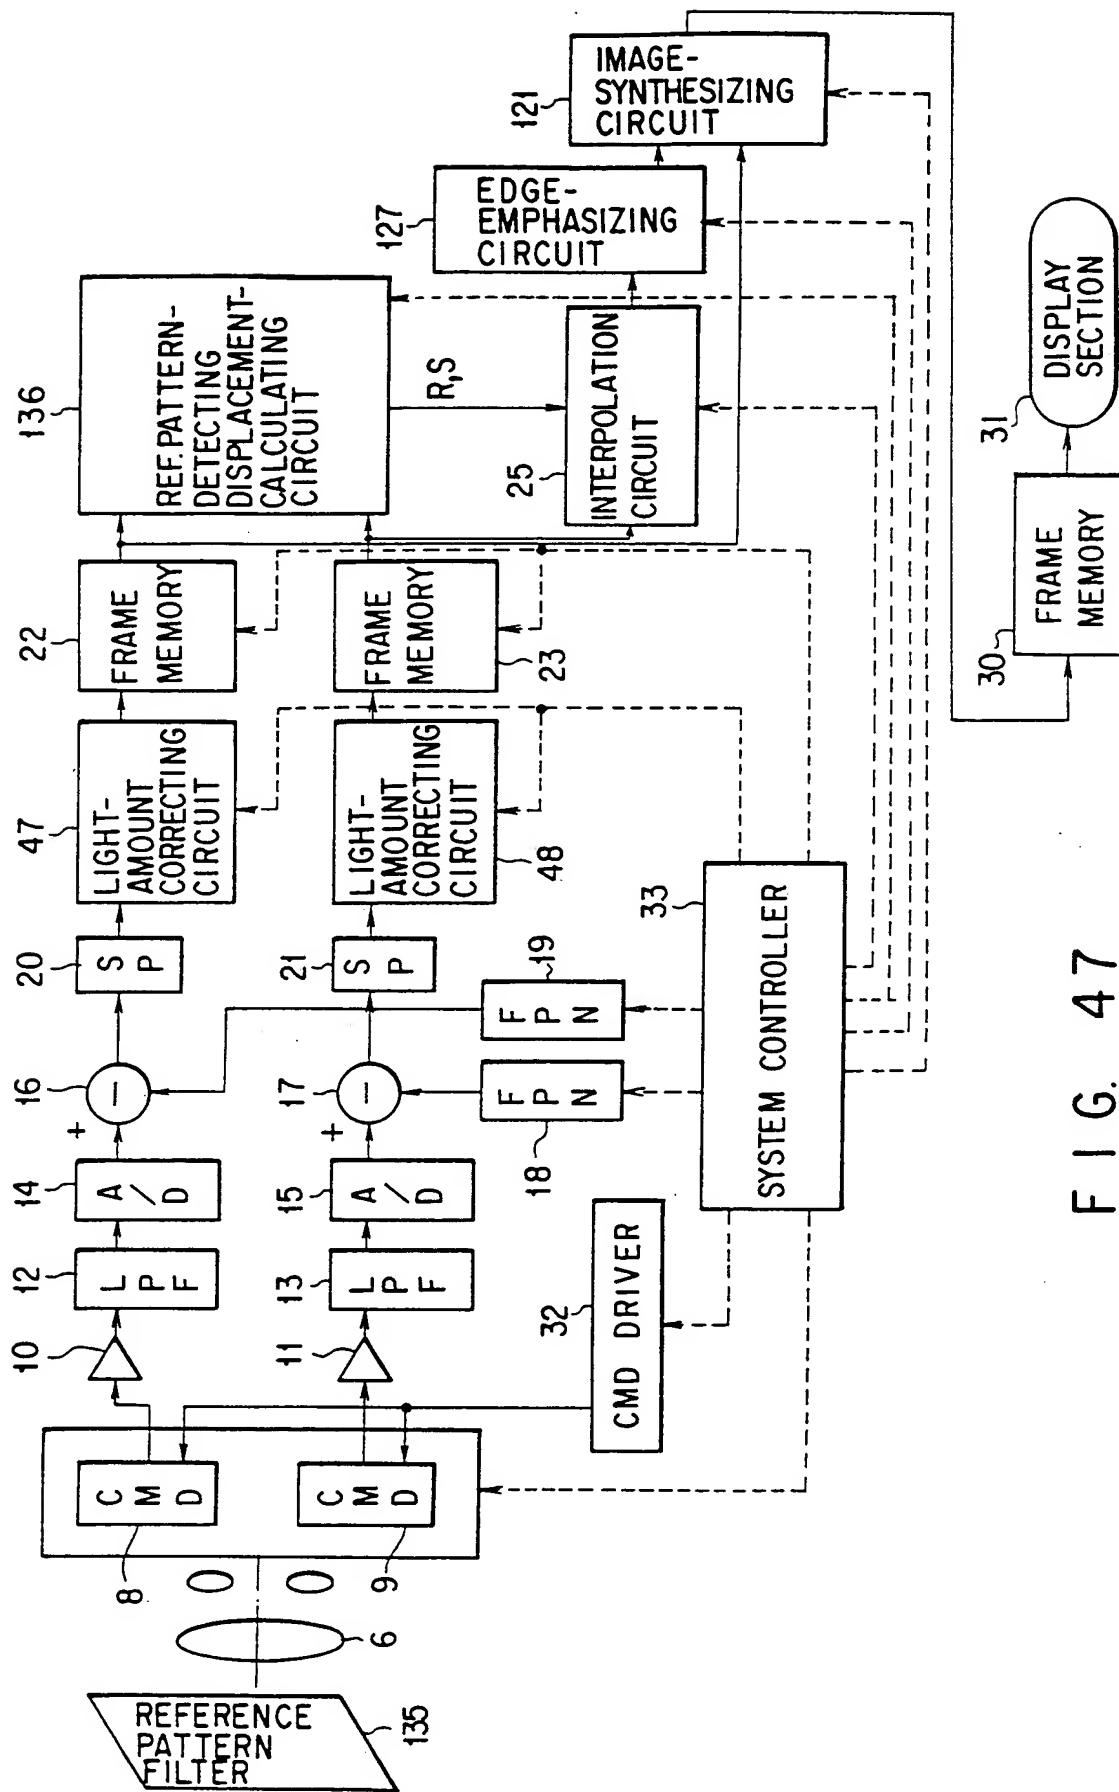 REFERENCE
PATTERN
FILTER
135
6
8
CMD
9
CMD
10
11
12
LPF
13
LPF
14
A/D
15
A/D
16
+
−
17
+
−
18
FPN
19
FPN
20
SP
21
SP
47
LIGHT-
AMOUNT
CORRECTING
CIRCUIT
48
LIGHT-
AMOUNT
CORRECTING
CIRCUIT
22
FRAME
MEMORY
23
FRAME
MEMORY
136
REF.PATTERN-
DETECTING
DISPLACEMENT-
CALCULATING
CIRCUIT
R,S
25
INTERPOLATION
CIRCUIT
127
EDGE-
EMPHASIZING
CIRCUIT
121
IMAGE-
SYNTHESIZING
CIRCUIT
32
CMD DRIVER
33
SYSTEM CONTROLLER
30
FRAME
MEMORY
31
DISPLAY
SECTION
FIG. 47